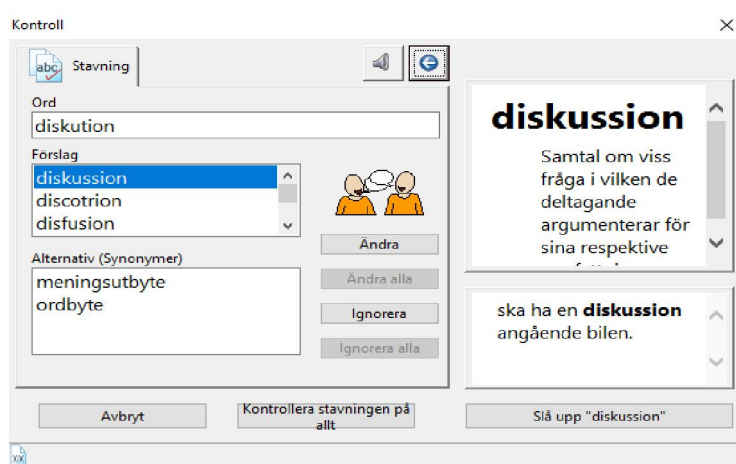 Kontroll
abc Stavning
Ord
diskution
Förslag
diskussion
discotrion
disfusion
Alternativ (Synonymer)
meningsutbyte
ordbyte
Ändra
Ändra alla
Ignorera
Ignorera alla
Avbryt
Kontrollera stavningen på
allt
diskussion
Samtal om viss
fråga i vilken de
deltagande
argumenterar för
sina respektive
ska ha en diskussion
angående bilen.
Slå upp "diskussion"